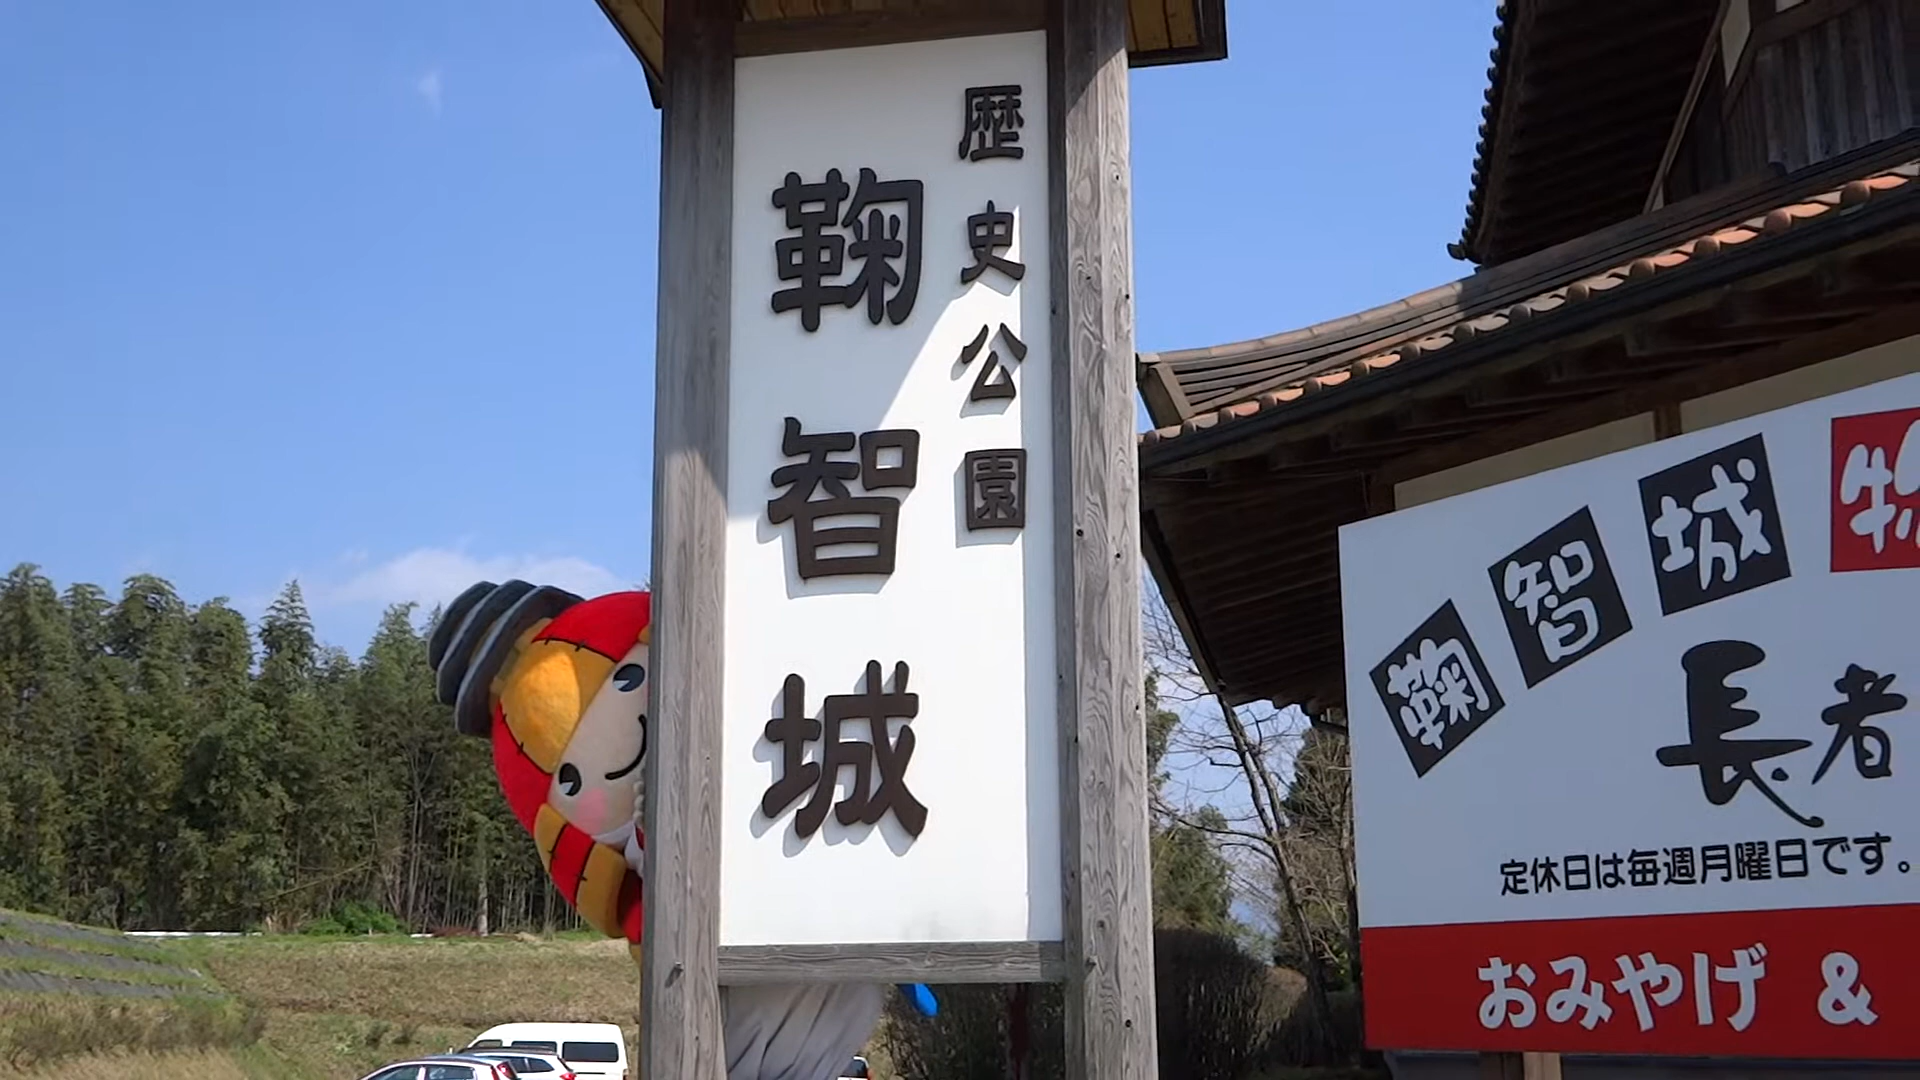 歴史公園
鞠智城
鞠智城物
長者
定休日は毎週月曜日です。
おみやげ &